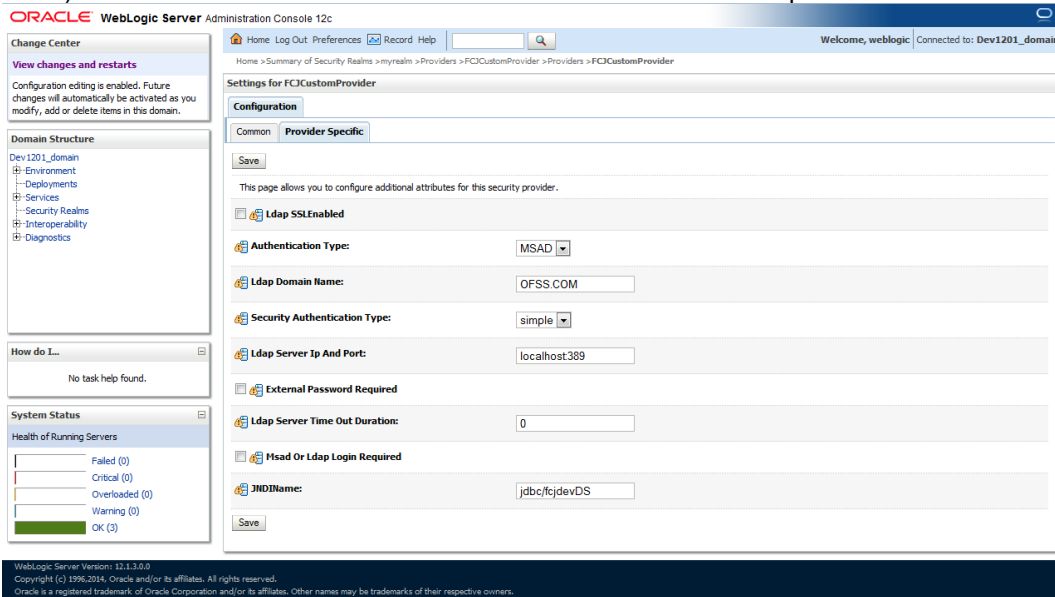 ORACLE WebLogic Server Administration Console 12c
Change Center
View changes and restarts
Configuration editing is enabled. Future
changes will automatically be activated as you
modify, add or delete items in this domain.
Domain Structure
Dev1201_domain
Environment
Deployments
Services
Security Realms
Interoperability
Diagnostics
How do I...
No task help found.
System Status
Health of Running Servers
Failed (0)
Critical (0)
Overloaded (0)
Warning (0)
OK (3)
Home Log Out Preferences Record Help
Welcome, weblogic Connected to: Dev1201_domain
Home >Summary of Security Realms >myrealm >Providers >FCJCustomProvider >Providers >FCJCustomProvider
Settings for FCJCustomProvider
Configuration
Common Provider Specific
Save
This page allows you to configure additional attributes for this security provider.
Ldap SSLEnabled
Authentication Type: MSAD
Ldap Domain Name: OFSS.COM
Security Authentication Type: simple
Ldap Server Ip And Port: localhost:389
External Password Required
Ldap Server Time Out Duration: 0
Msad Or Ldap Login Required
JNDIName: jdbc/fcjdevDS
Save
WebLogic Server Version: 12.1.3.0.0
Copyright (c) 1996,2014, Oracle and/or its affiliates. All rights reserved.
Oracle is a registered trademark of Oracle Corporation and/or its affiliates. Other names may be trademarks of their respective owners.